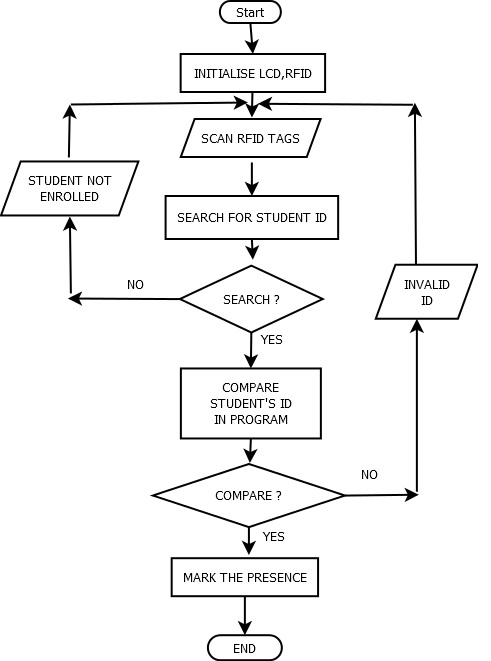 Start
INITIALISE LCD,RFID
SCAN RFID TAGS
STUDENT NOT
ENROLLED
SEARCH FOR STUDENT ID
NO
SEARCH ?
INVALID
ID
YES
COMPARE
STUDENT'S ID
IN PROGRAM
NO
COMPARE ?
YES
MARK THE PRESENCE
END